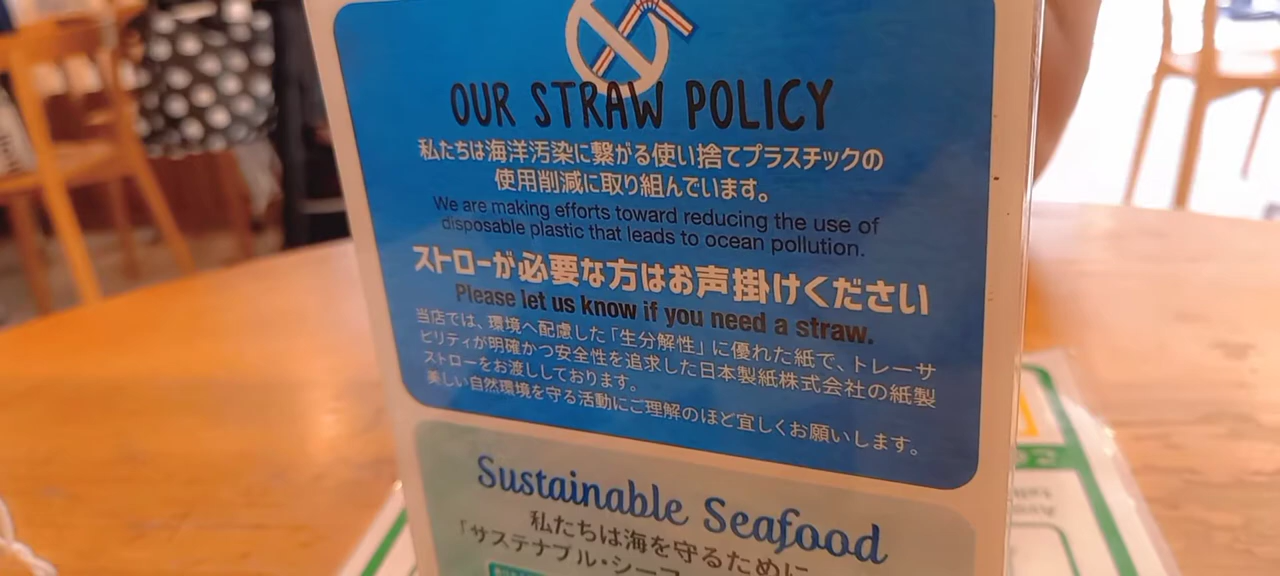 OUR STRAW POLICY
私たちは海洋汚染に繋がる使い捨てプラスチックの
使用削減に取り組んでいます。
We are making efforts toward reducing the use of
disposable plastic that leads to ocean pollution.
ストローが必要な方はお声掛けください
Please let us know if you need a straw.
当店では、環境へ配慮した「生分解性」に優れた紙で、トレーサ
ビリティが明確かつ安全性を追求した日本製紙株式会社の紙製
ストローをお渡ししております。
美しい自然環境を守る活動にご理解のほど宜しくお願いします。
Sustainable Seafood
私たちは海を守るために
「サステナブル・シーフ